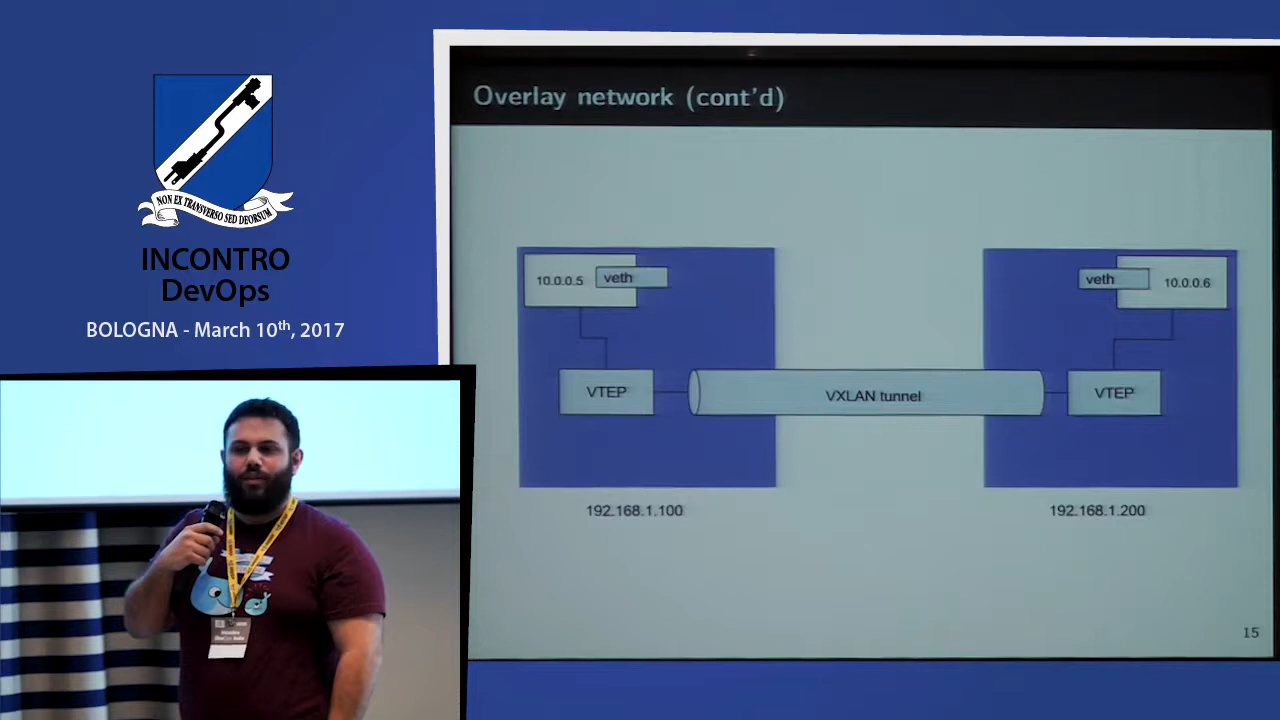 NON EX TRANSVERSO SED DEORSUM
INCONTRO
DevOps
BOLOGNA - March 10th, 2017
Overlay network (cont'd)
10.0.0.5
veth
veth
10.0.0.6
VTEP
VXLAN tunnel
VTEP
192.168.1.100
192.168.1.200
15